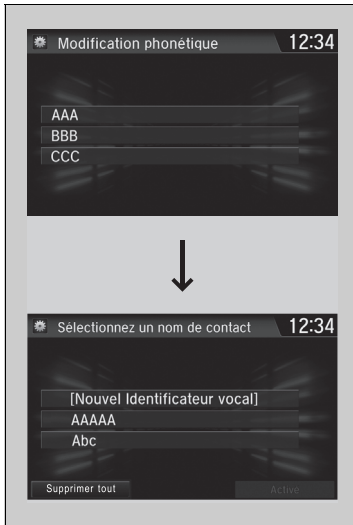 Modification phonétique 12:34
AAA
BBB
CCC
Sélectionnez un nom de contact 12:34
[Nouvel Identificateur vocal]
AAAAA
Abc
Supprimer tout Activé